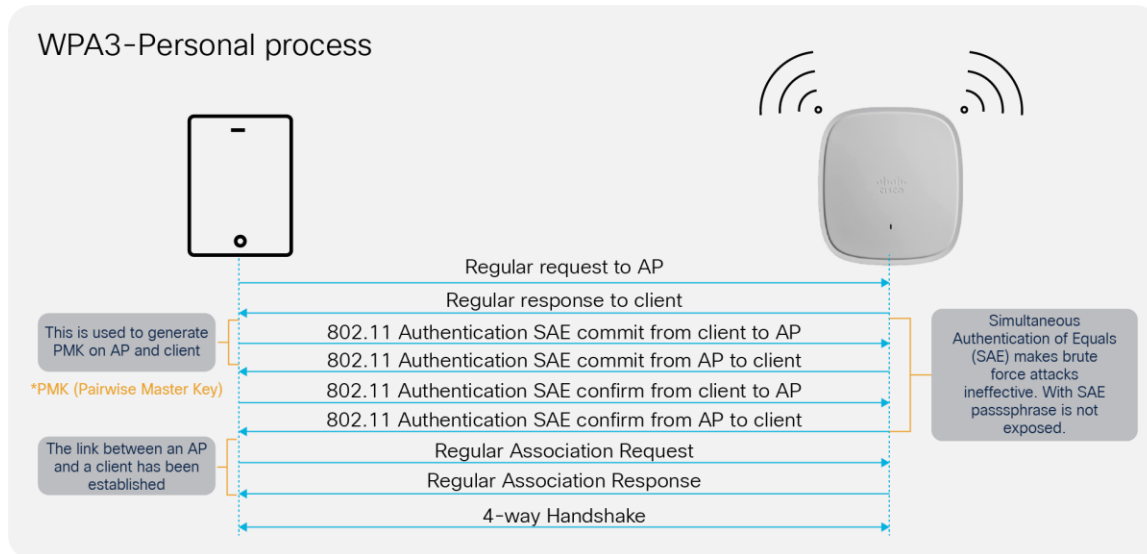 WPA3-Personal process
cisco
Regular request to AP
Regular response to client
This is used to generate
PMK on AP and client
*PMK (Pairwise Master Key)
802.11 Authentication SAE commit from client to AP
802.11 Authentication SAE commit from AP to client
802.11 Authentication SAE confirm from client to AP
802.11 Authentication SAE confirm from AP to client
Simultaneous
Authentication of Equals
(SAE) makes brute
force attacks
ineffective. With SAE
passsphrase is not
exposed.
The link between an AP
and a client has been
established
Regular Association Request
Regular Association Response
4-way Handshake